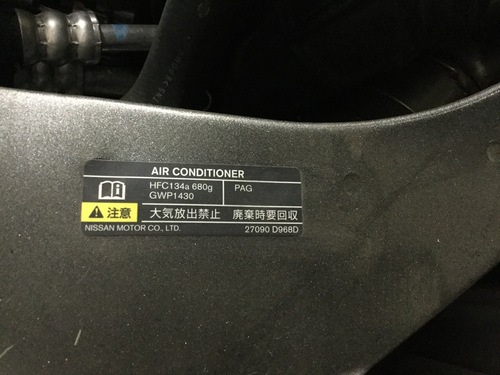 AIR CONDITIONER
HFC134a 680g PAG
GWP1430
注意 大気放出禁止 廃棄時要回収
NISSAN MOTOR CO., LTD. 27090 D968D